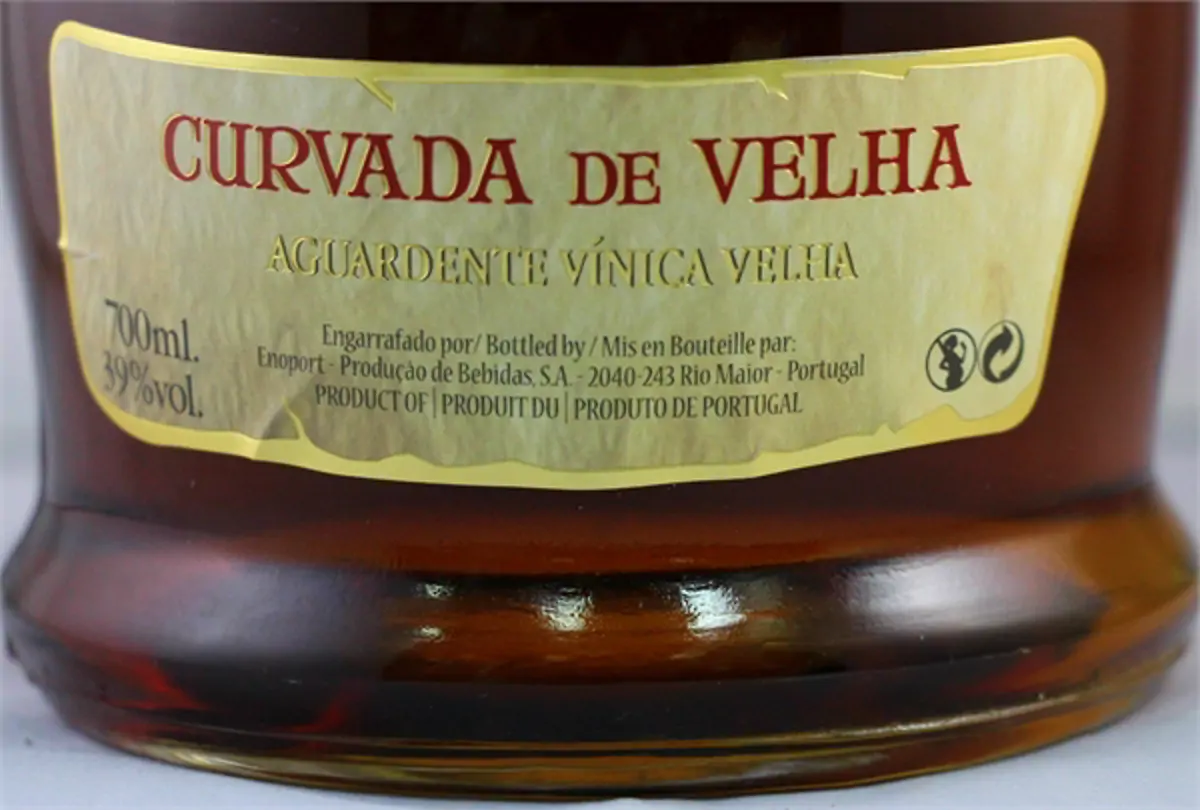 CURVADA DE VELHA
AGUARDENTE VÍNICA VELHA
700ml.
39%vol.
Engarrafado por/ Bottled by / Mis en Bouteille par:
Enoport - Produção de Bebidas, S.A. - 2040-243 Rio Maior - Portugal
PRODUCT OF | PRODUIT DU | PRODUTO DE PORTUGAL